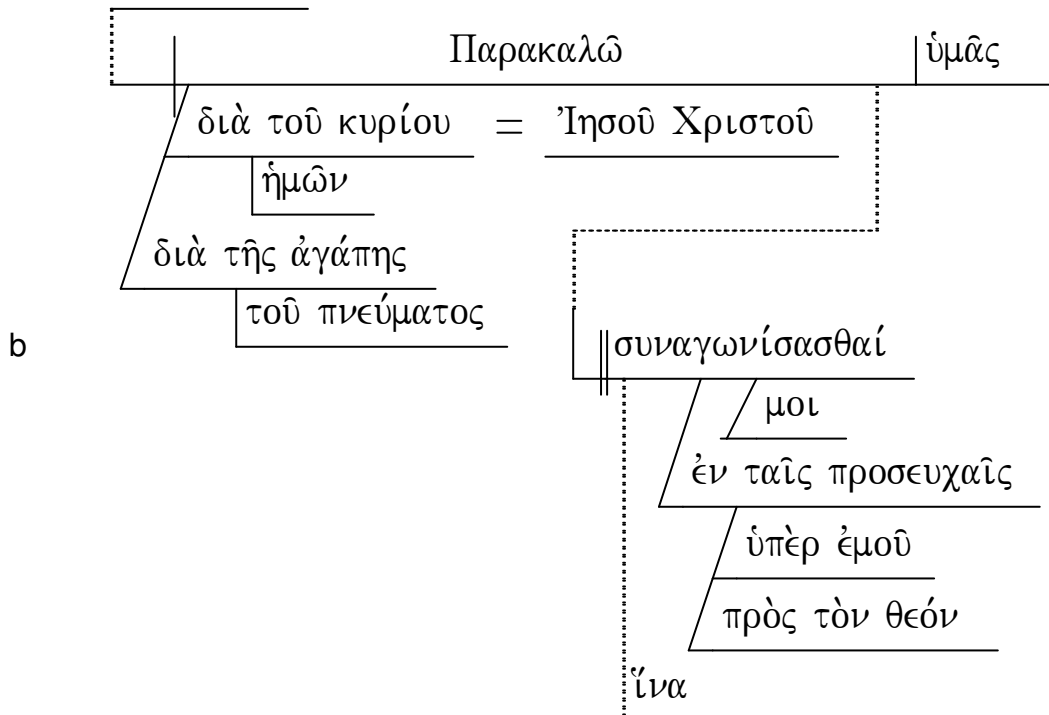 Παρακαλῶ ὑμᾶς
διὰ τοῦ κυρίου = Ἰησοῦ Χριστοῦ
ἡμῶν
διὰ τῆς ἀγάπης
τοῦ πνεύματος
b
συναγωνίσασθαί
μοι
ἐν ταῖς προσευχαῖς
ὑπὲρ ἐμοῦ
πρὸς τὸν θεόν
ἵνα